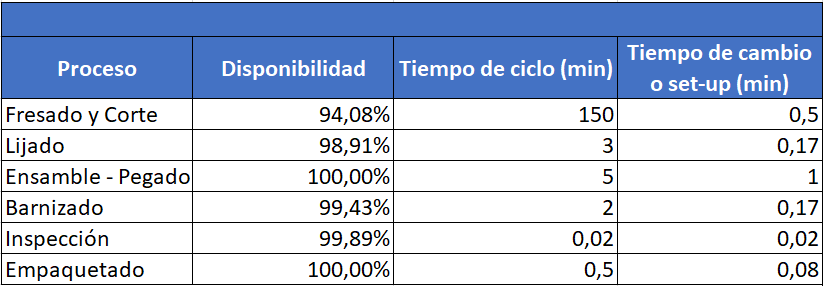 Proceso Disponibilidad Tiempo de ciclo (min) Tiempo de cambio o set-up (min)
Fresado y Corte 94,08% 150 0,5
Lijado 98,91% 3 0,17
Ensamble - Pegado 100,00% 5 1
Barnizado 99,43% 2 0,17
Inspección 99,89% 0,02 0,02
Empaquetado 100,00% 0,5 0,08